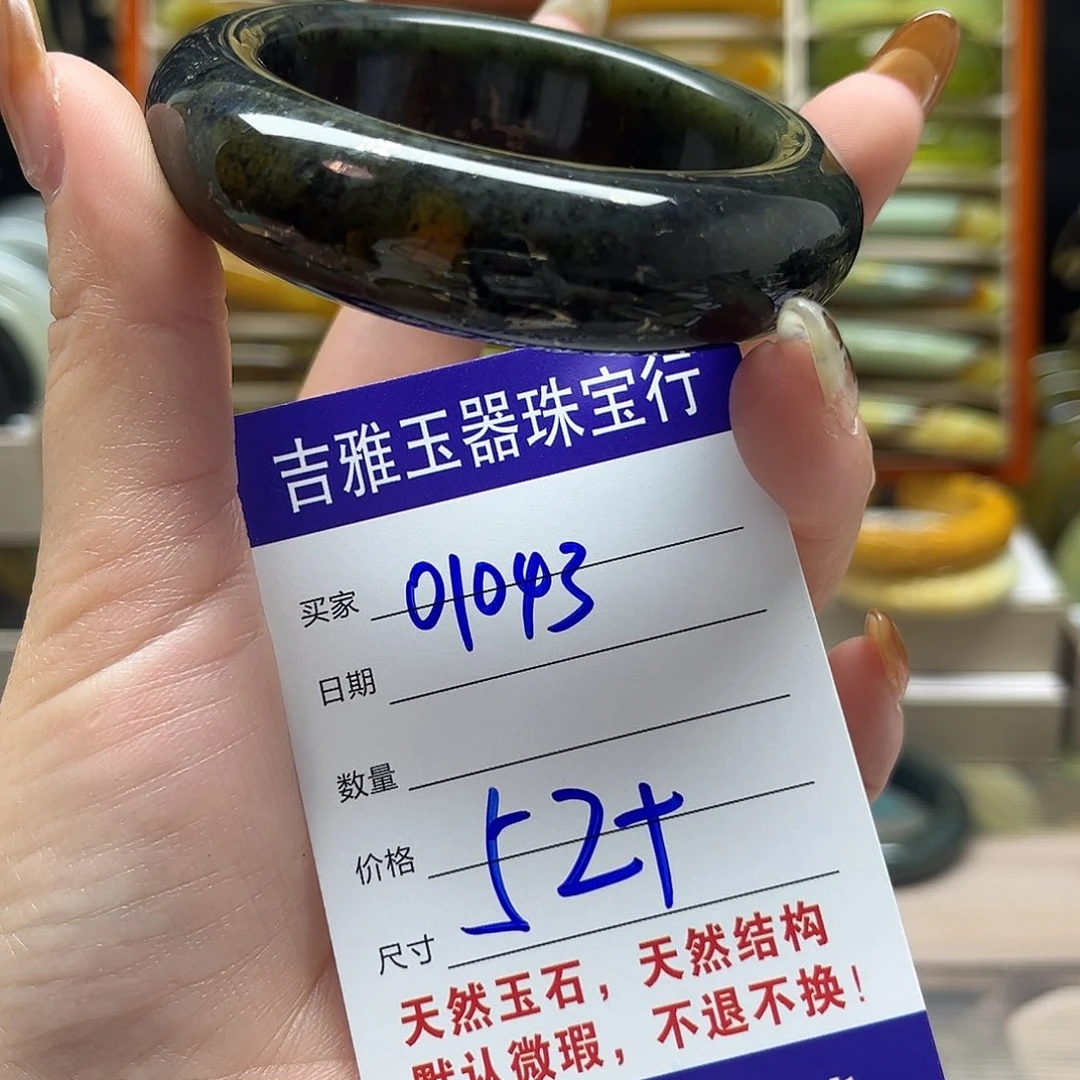 吉雅玉器珠宝行
买家 01043
日期
数量
价格
尺寸 52+
天然玉石，天然结构
默认微瑕，不退不换！